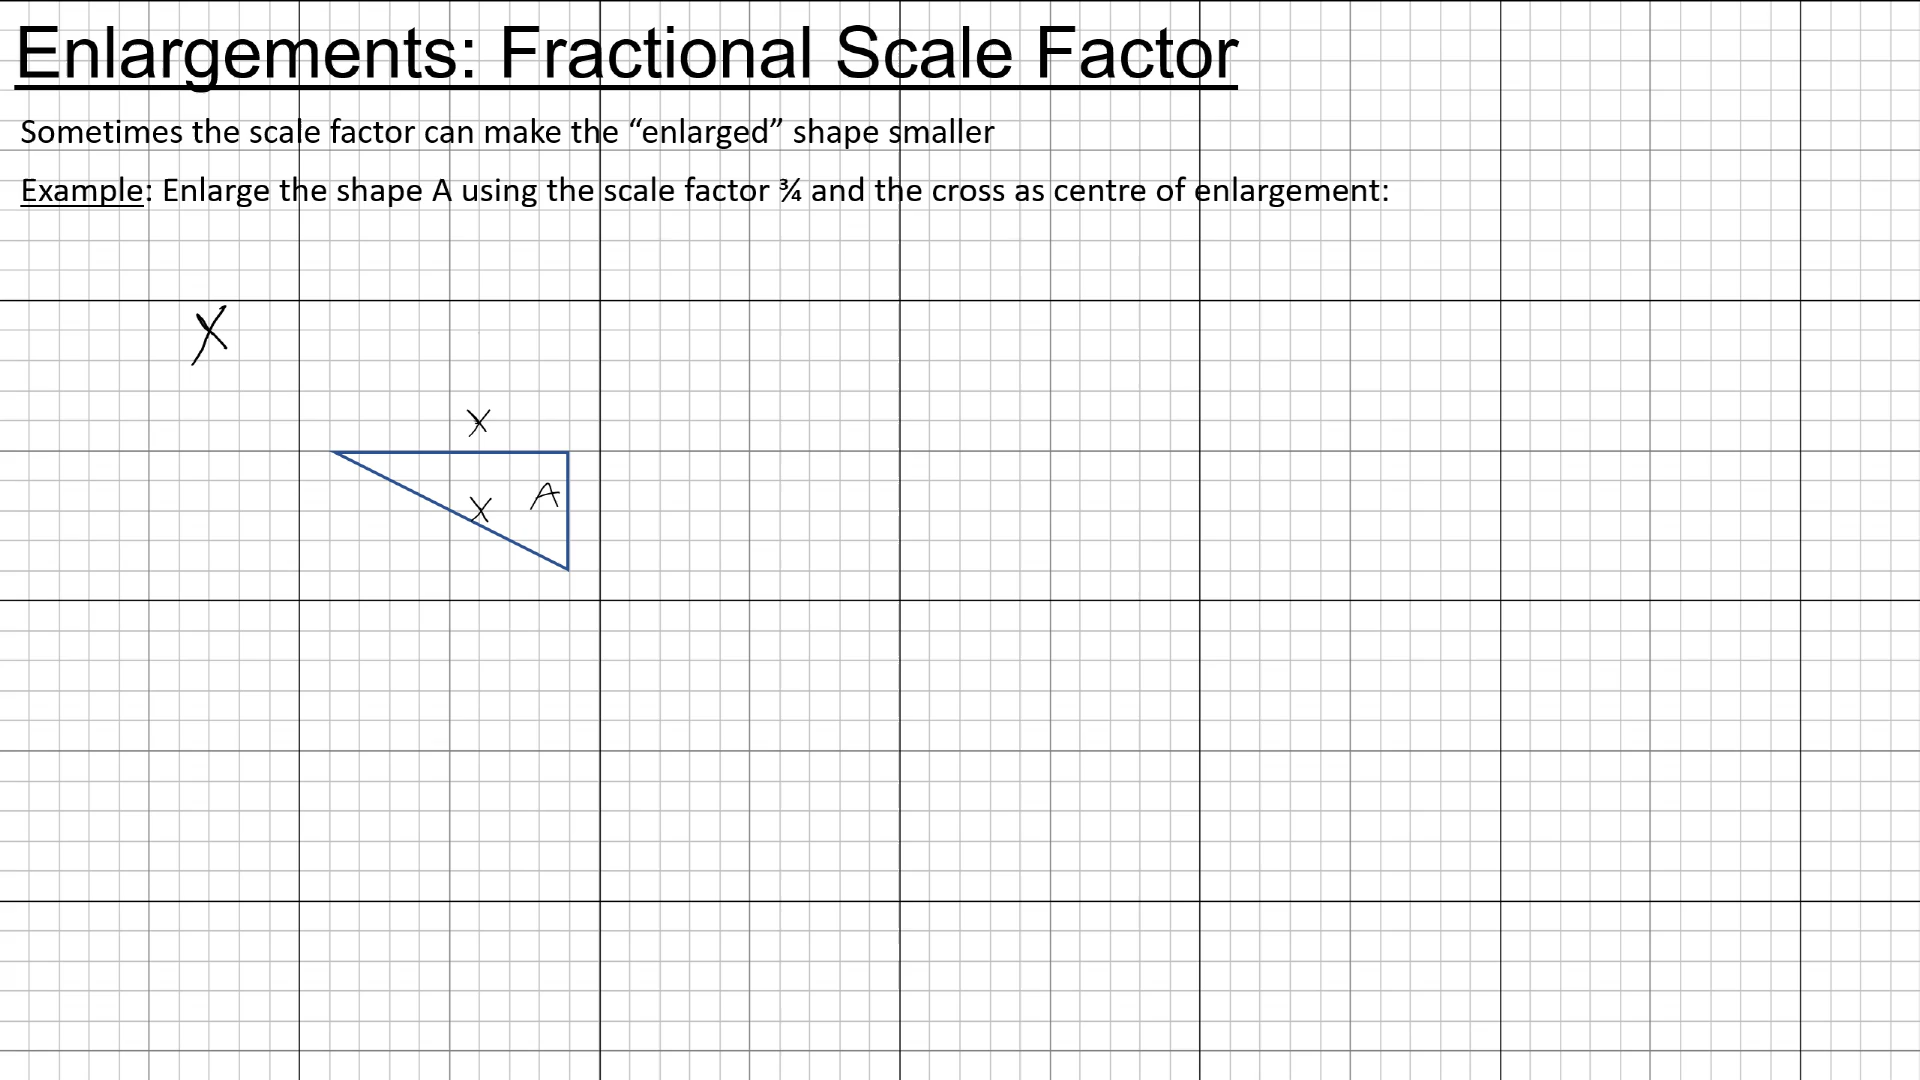 Enlargements: Fractional Scale Factor
Sometimes the scale factor can make the “enlarged” shape smaller
Example: Enlarge the shape A using the scale factor ¾ and the cross as centre of enlargement:
X
X
X A